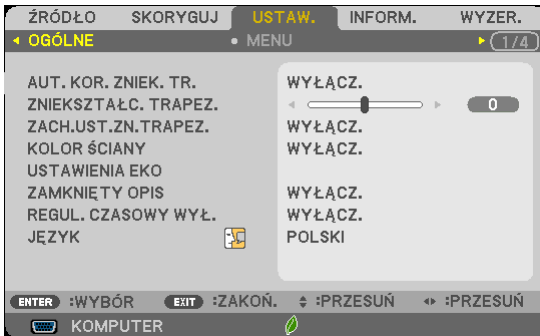 ŹRÓDŁO SKORYGUJ USTAW. INFORM. WYZER.
OGÓLNE MENU 1/4
AUT. KOR. ZNIEK. TR. WYŁĄCZ.
ZNIEKSZTAŁC. TRAPEZ. 0
ZACH.UST.ZN.TRAPEZ. WYŁĄCZ.
KOLOR ŚCIANY WYŁĄCZ.
USTAWIENIA EKO
ZAMKNIĘTY OPIS WYŁĄCZ.
REGUL. CZASOWY WYŁ. WYŁĄCZ.
JĘZYK POLSKI
ENTER :WYBÓR EXIT :ZAKOŃ. :PRZESUŃ :PRZESUŃ
KOMPUTER